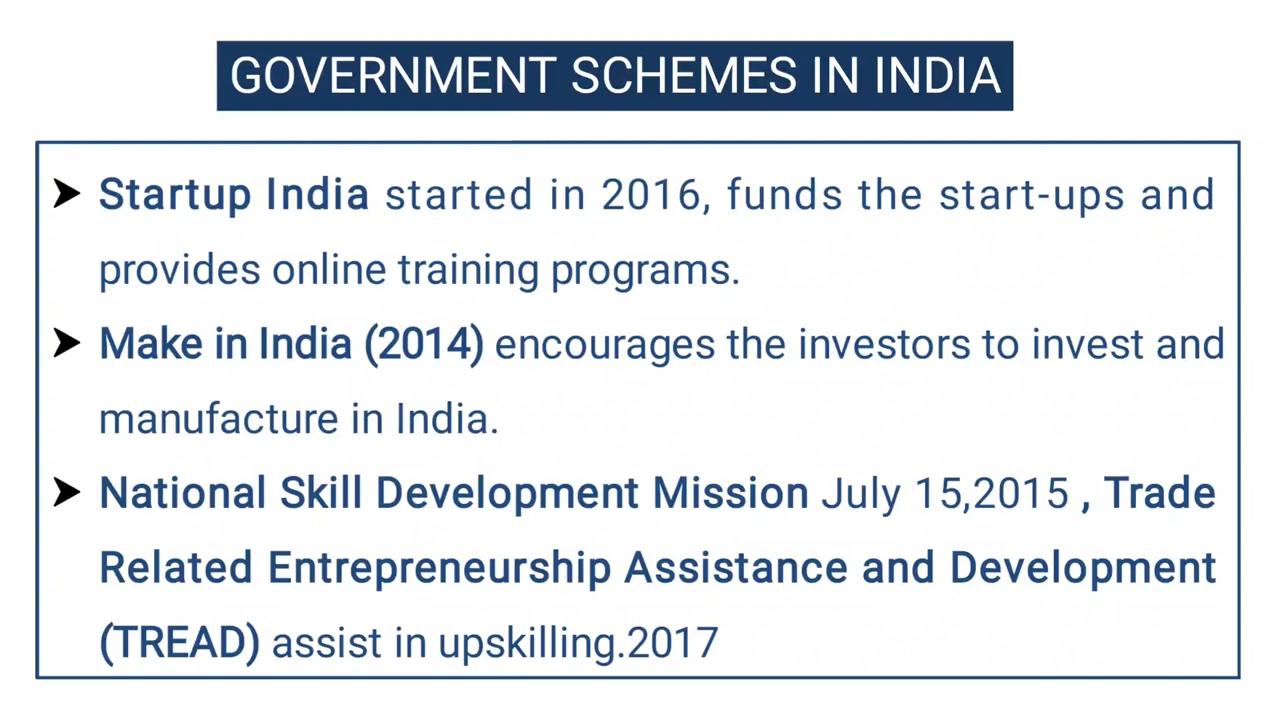 GOVERNMENT SCHEMES IN INDIA
➤ Startup India started in 2016, funds the start-ups and
provides online training programs.
➤ Make in India (2014) encourages the investors to invest and
manufacture in India.
➤ National Skill Development Mission July 15,2015 , Trade
Related Entrepreneurship Assistance and Development
(TREAD) assist in upskilling.2017